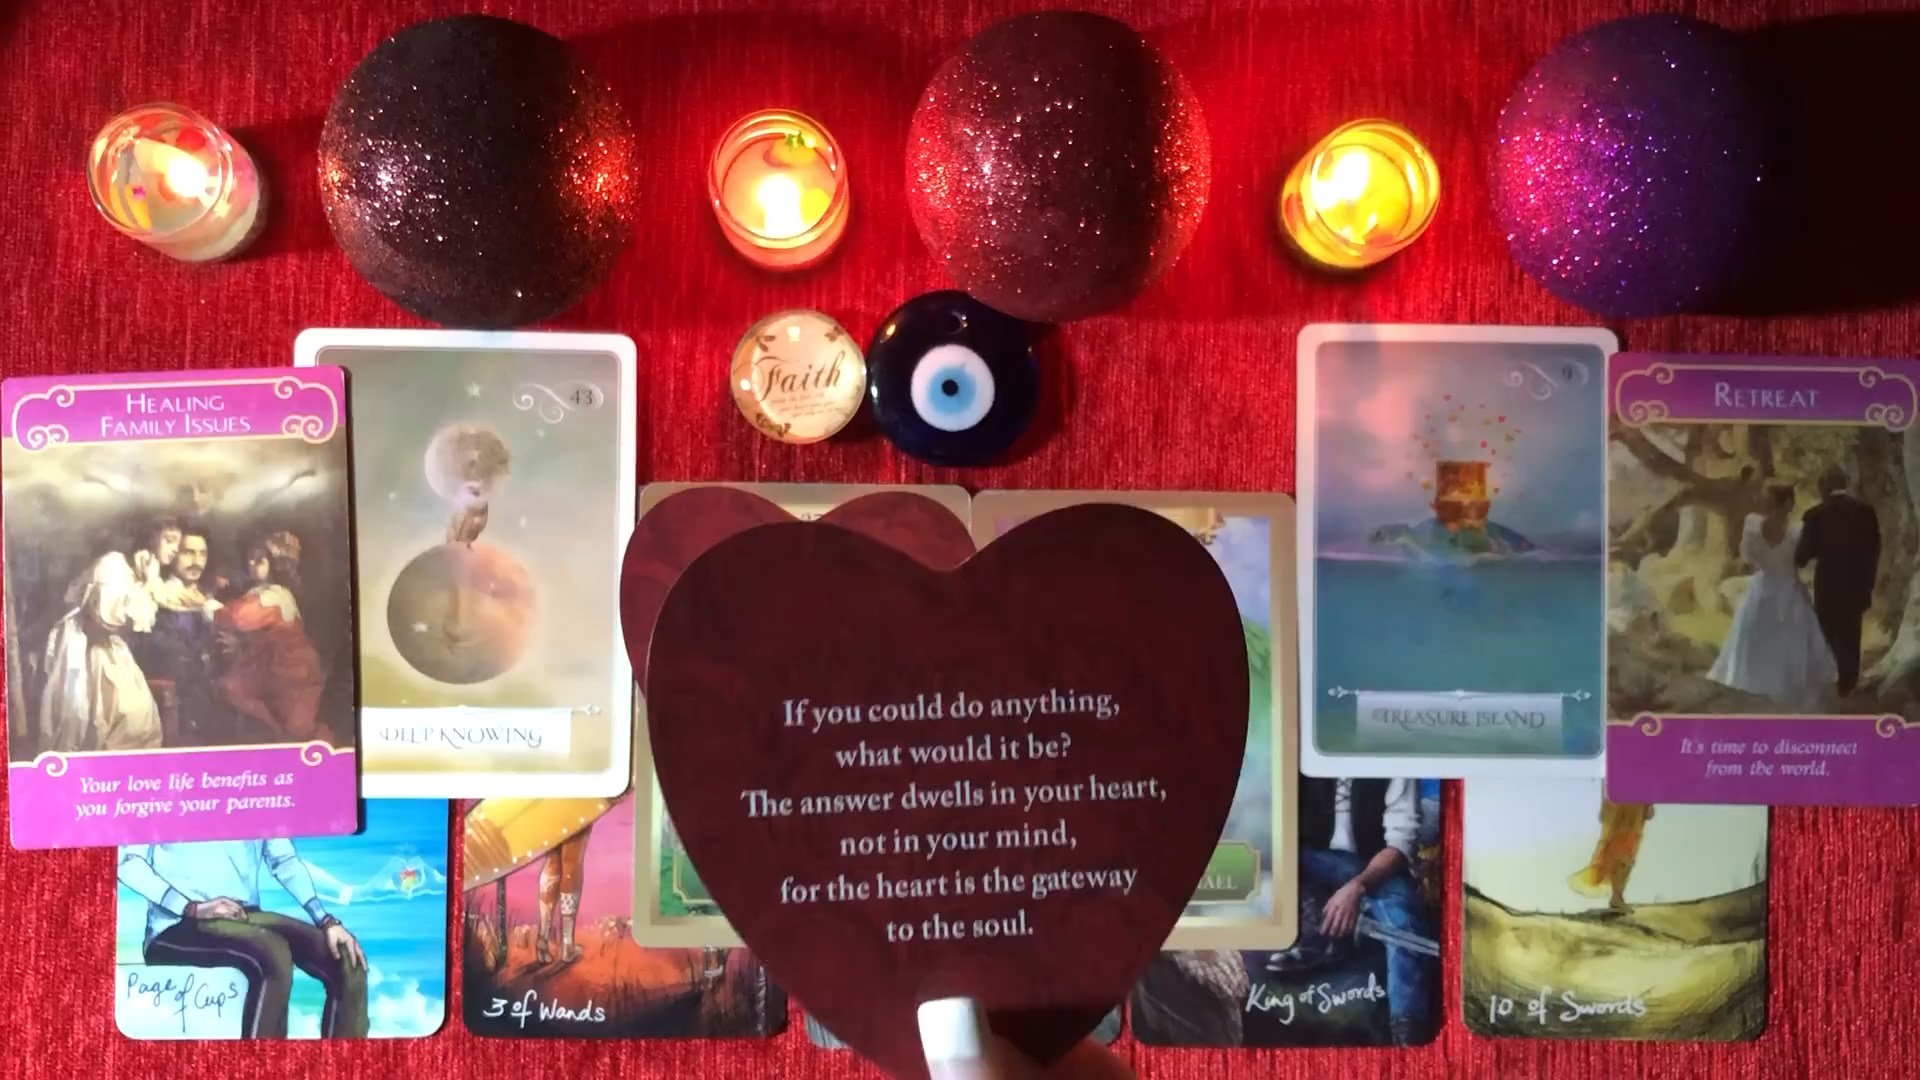 Faith
HEALING
FAMILY ISSUES
Your love life benefits as
you forgive your parents.
43
DEEP KNOWING
If you could do anything,
what would it be?
The answer dwells in your heart,
not in your mind,
for the heart is the gateway
to the soul.
9
TREASURE ISLAND
RETREAT
It's time to disconnect
from the world.
Page of Cups
3 of Wands
King of Swords
10 of Swords